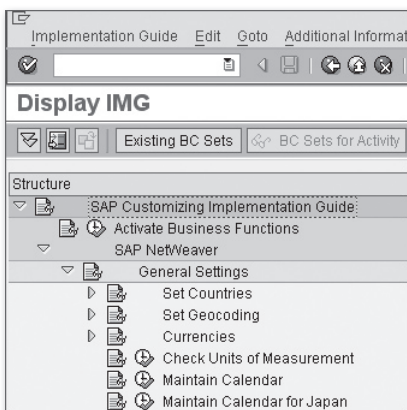 Implementation Guide Edit Goto Additional Informat
Display IMG
Existing BC Sets BC Sets for Activity
Structure
SAP Customizing Implementation Guide
Activate Business Functions
SAP NetWeaver
General Settings
Set Countries
Set Geocoding
Currencies
Check Units of Measurement
Maintain Calendar
Maintain Calendar for Japan